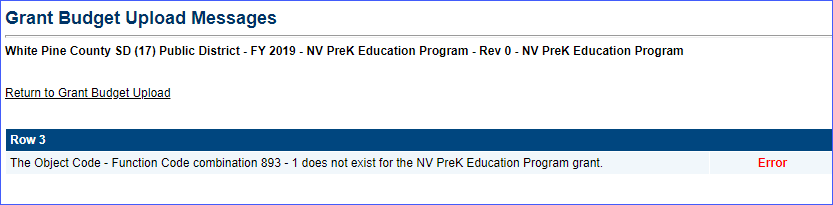 Grant Budget Upload Messages
White Pine County SD (17) Public District - FY 2019 - NV PreK Education Program - Rev 0 - NV PreK Education Program
Return to Grant Budget Upload
Row 3
The Object Code - Function Code combination 893 - 1 does not exist for the NV PreK Education Program grant. Error